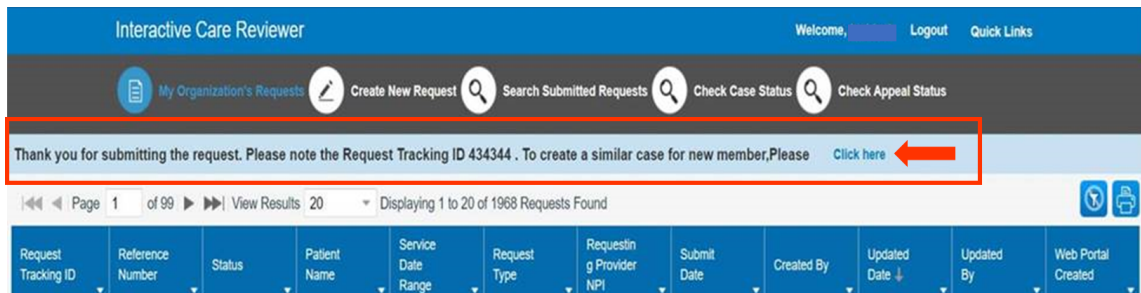 Interactive Care Reviewer Welcome, Logout Quick Links
My Organization's Requests Create New Request Search Submitted Requests Check Case Status Check Appeal Status
Thank you for submitting the request. Please note the Request Tracking ID 434344 . To create a similar case for new member,Please Click here
Page 1 of 99 View Results 20 Displaying 1 to 20 of 1968 Requests Found
Request Tracking ID
Reference Number
Status
Patient Name
Service Date Range
Request Type
Requestin g Provider NPI
Submit Date
Created By
Updated Date
Updated By
Web Portal Created